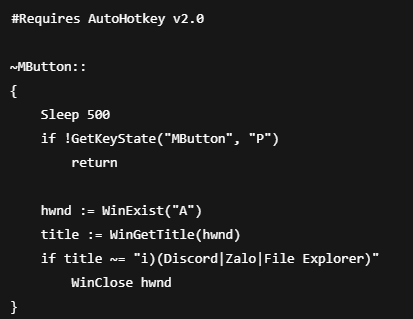 #Requires AutoHotkey v2.0
~MButton::
{
    Sleep 500
    if !GetKeyState("MButton", "P")
        return
    hwnd := WinExist("A")
    title := WinGetTitle(hwnd)
    if title ~= "i)(Discord|Zalo|File Explorer)"
        WinClose hwnd
}